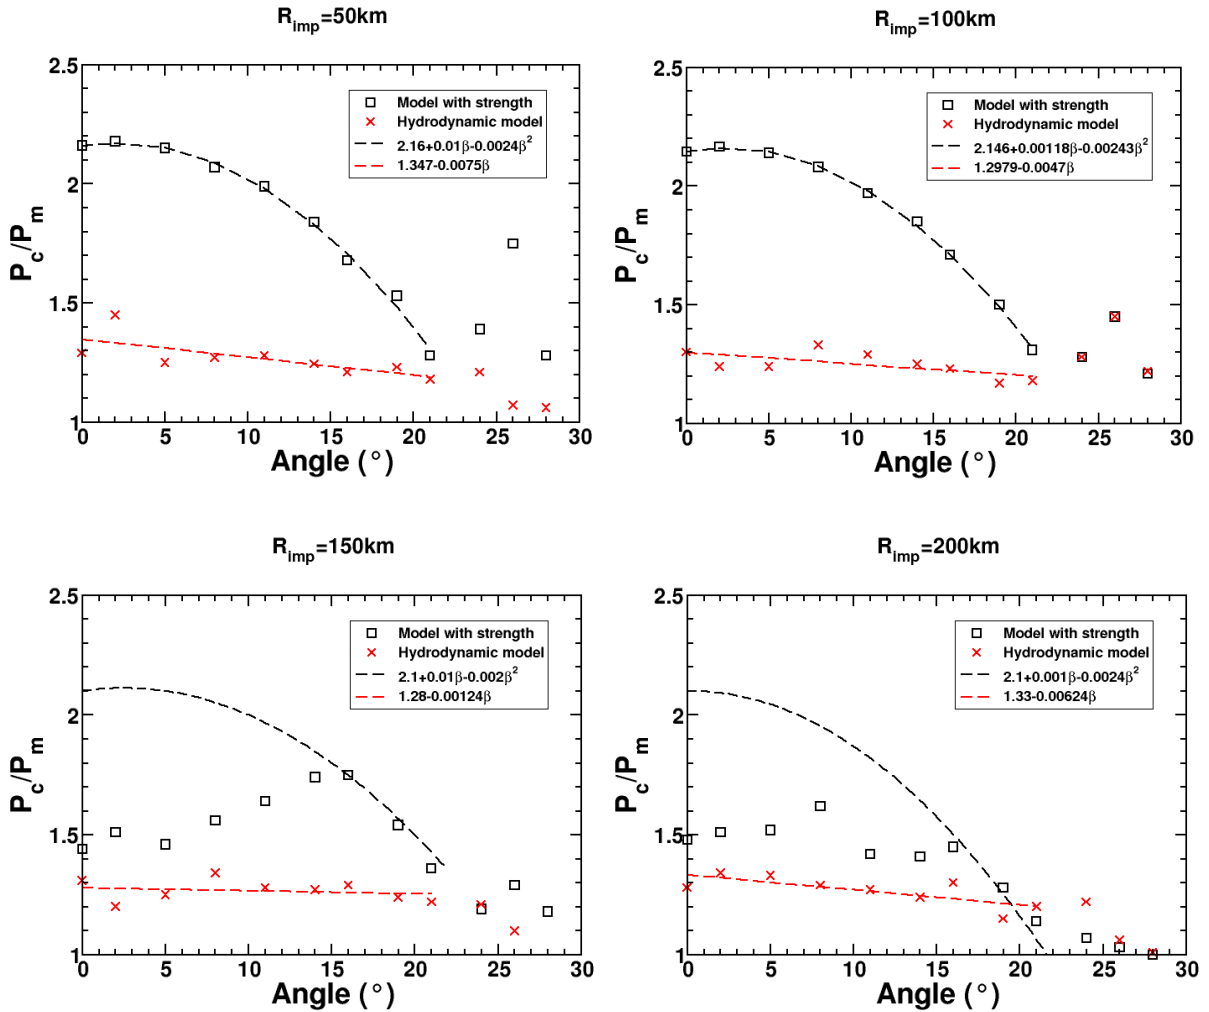 R_imp=50km
2.5
2
1.5
1
P_c/P_m
0 5 10 15 20 25 30
Angle (°)
Model with strength
Hydrodynamic model
2.16+0.01β-0.0024β²
1.347-0.0075β
R_imp=100km
2.5
2
1.5
1
P_c/P_m
0 5 10 15 20 25 30
Angle (°)
Model with strength
Hydrodynamic model
2.146+0.00118β-0.00243β²
1.2979-0.0047β
R_imp=150km
2.5
2
1.5
1
P_c/P_m
0 5 10 15 20 25 30
Angle (°)
Model with strength
Hydrodynamic model
2.1+0.01β-0.002β²
1.28-0.00124β
R_imp=200km
2.5
2
1.5
1
P_c/P_m
0 5 10 15 20 25 30
Angle (°)
Model with strength
Hydrodynamic model
2.1+0.001β-0.0024β²
1.33-0.00624β